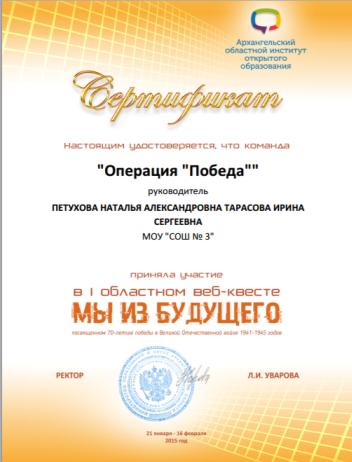 Архангельский
областной институт
открытого
образования
Сертификат
Настоящим удостоверяется, что команда
"Операция "Победа""
руководитель
ПЕТУХОВА НАТАЛЬЯ АЛЕКСАНДРОВНА ТАРАСОВА ИРИНА
СЕРГЕЕВНА
МОУ "СОШ № 3"
приняла участие
в I областном веб-квесте
МЫ ИЗ БУДУЩЕГО
посвященном 70-летию победы в Великой Отечественной войне 1941-1945 годов
РЕКТОР
Л.И. УВАРОВА
21 января - 16 февраля
2015 год